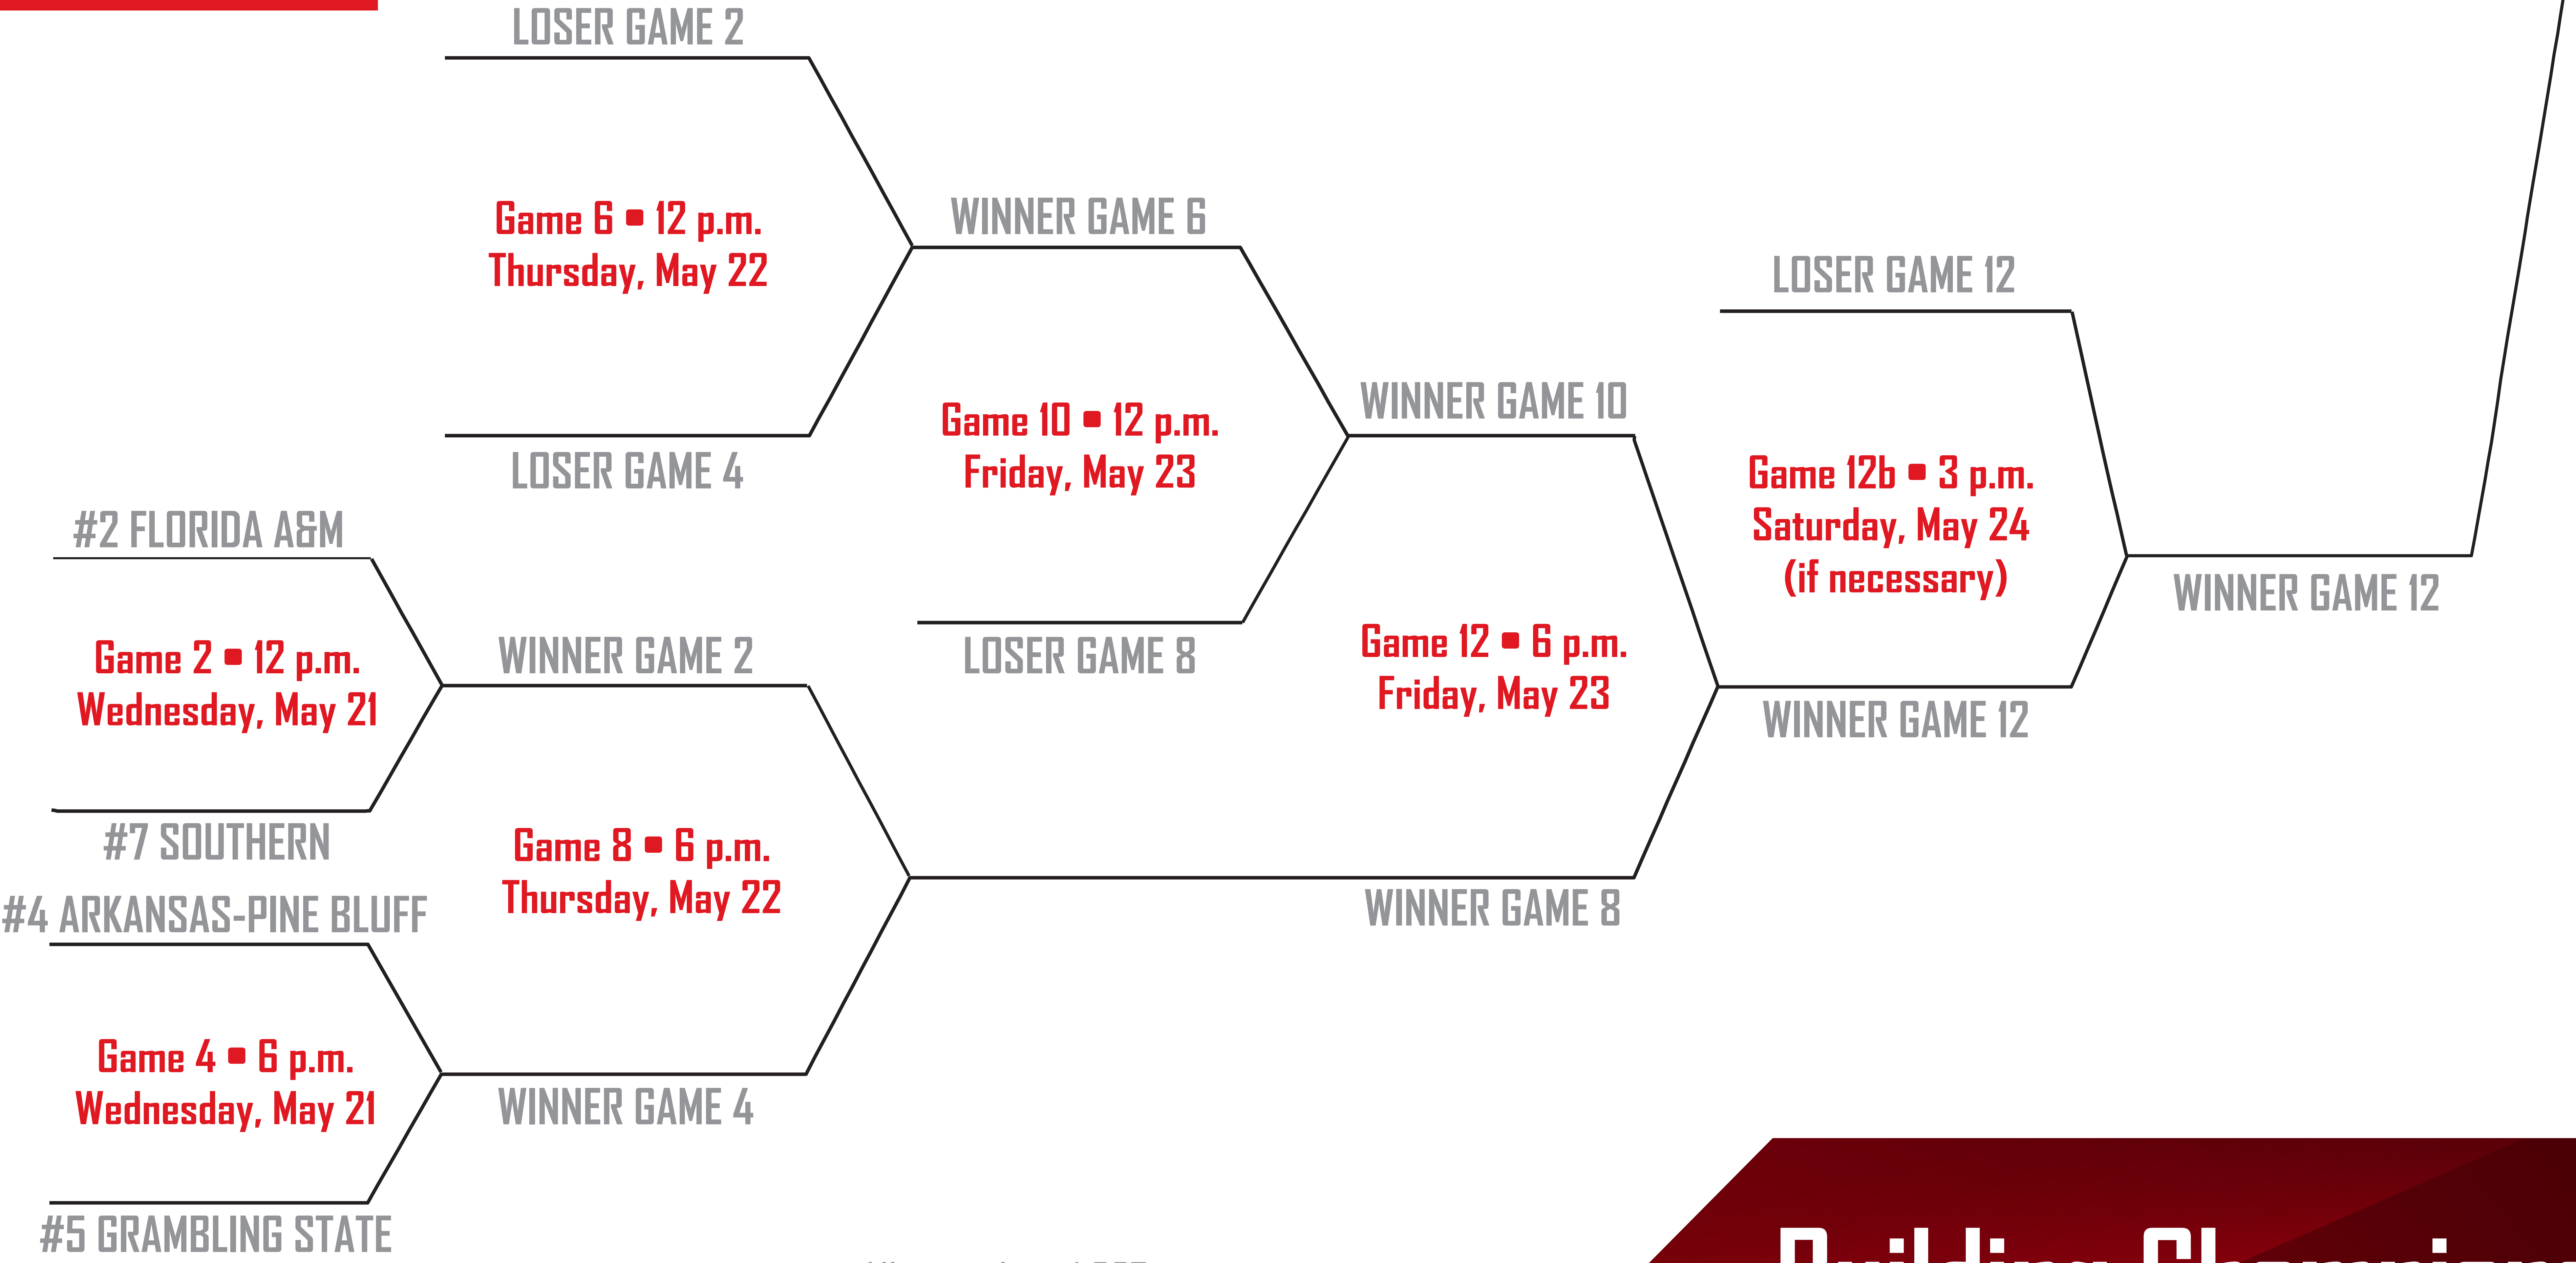 LOSER GAME 2
Game 6 ▪ 12 p.m.
Thursday, May 22
LOSER GAME 4
WINNER GAME 6
Game 10 ▪ 12 p.m.
Friday, May 23
LOSER GAME 8
#2 FLORIDA A&M
Game 2 ▪ 12 p.m.
Wednesday, May 21
#7 SOUTHERN
WINNER GAME 2
Game 8 ▪ 6 p.m.
Thursday, May 22
WINNER GAME 4
#4 ARKANSAS-PINE BLUFF
Game 4 ▪ 6 p.m.
Wednesday, May 21
#5 GRAMBLING STATE
WINNER GAME 10
Game 12 ▪ 6 p.m.
Friday, May 23
WINNER GAME 8
LOSER GAME 12
Game 12b ▪ 3 p.m.
Saturday, May 24
(if necessary)
WINNER GAME 12
WINNER GAME 12